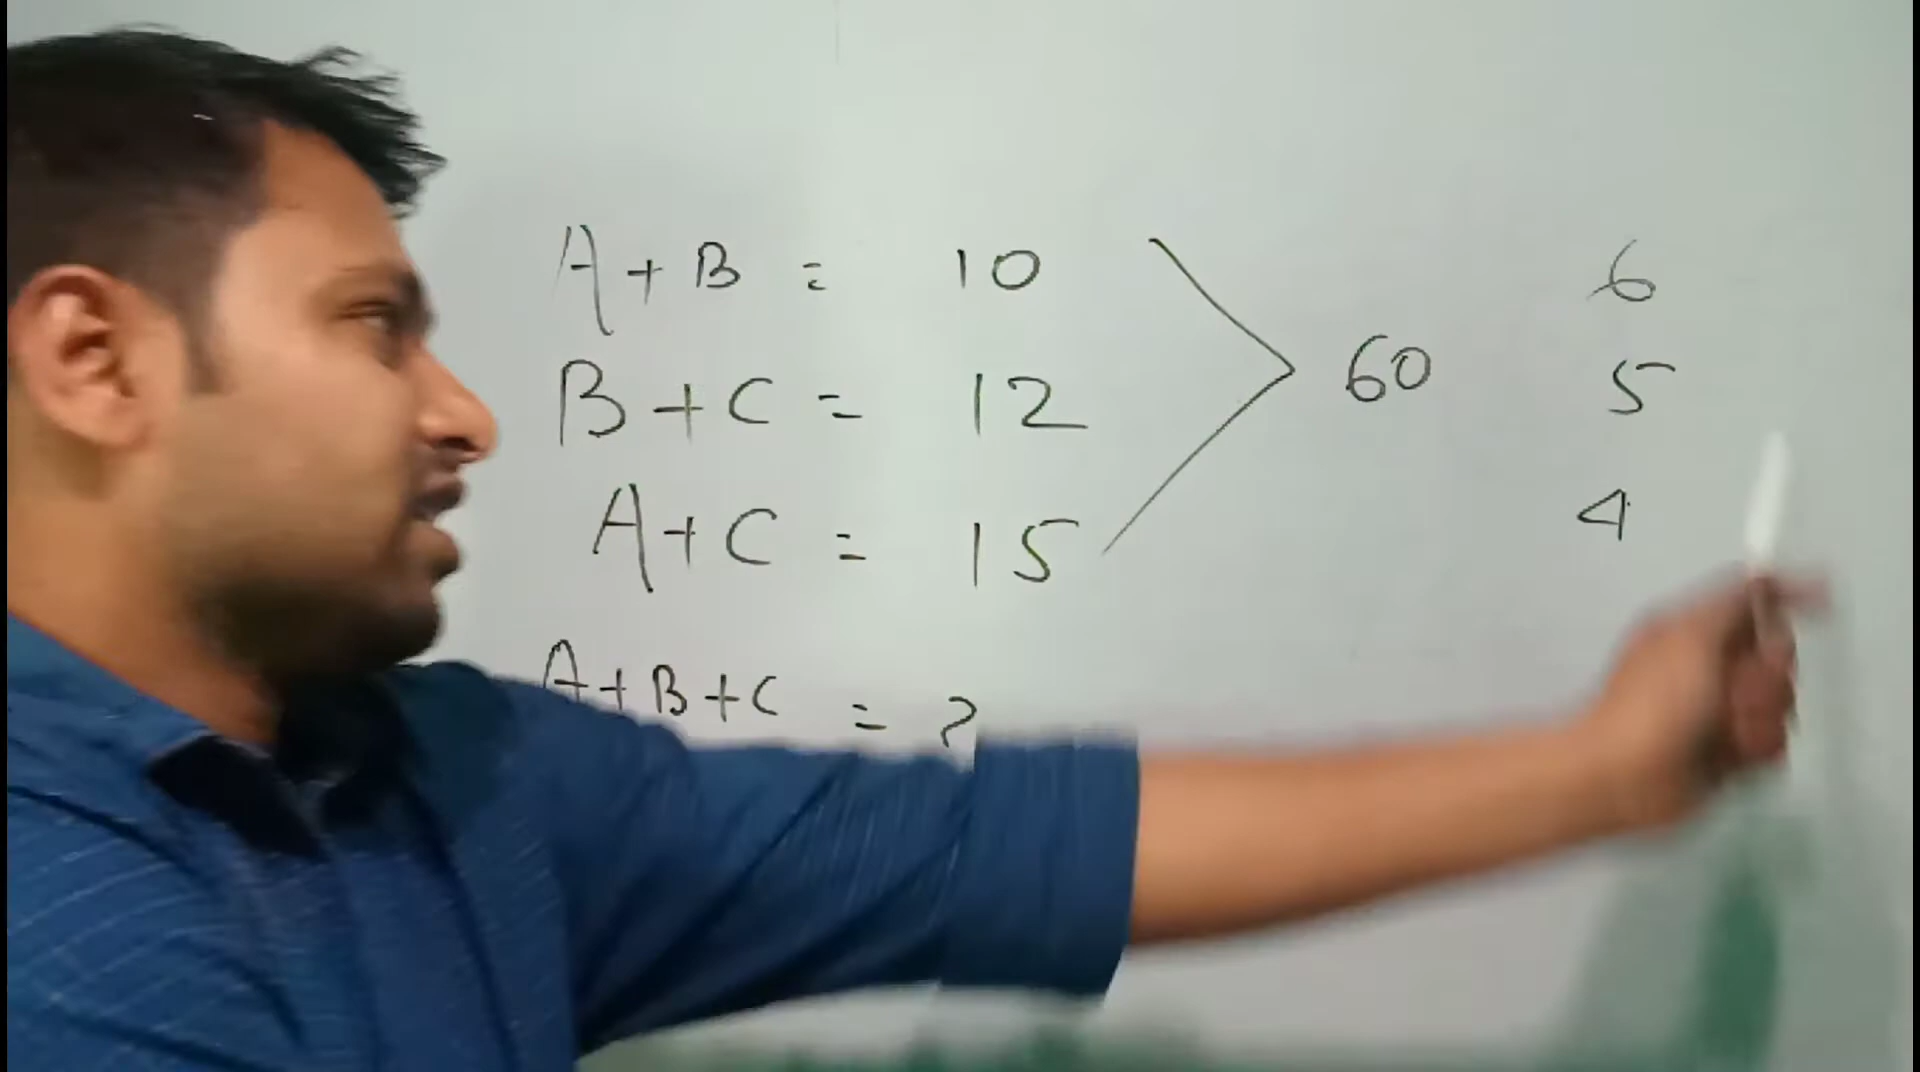 A + B = 10
B + C = 12
A + C = 15
A + B + C = ?
60
6
5
4